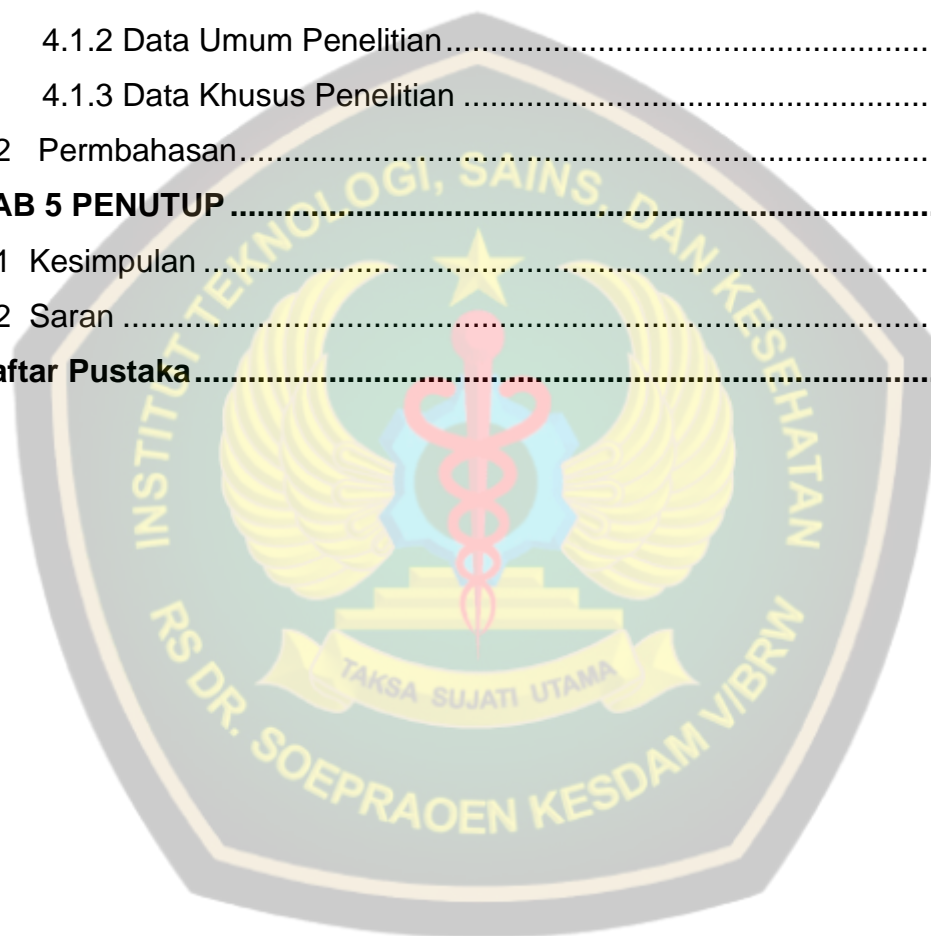 4.1.2 Data Umum Penelitian........................................................
4.1.3 Data Khusus Penelitian ......................................................
2 Permbahasan..............................................................................
AB 5 PENUTUP ..............................................................................
1 Kesimpulan ..................................................................................
2 Saran ...........................................................................................
aftar Pustaka...................................................................................
INSTITUT TEKNOLOGI, SAINS, DAN KESEHATAN
TAKSA SUJATI UTAMA
RS DR. SOEPRAOEN KESDAM V/BRW